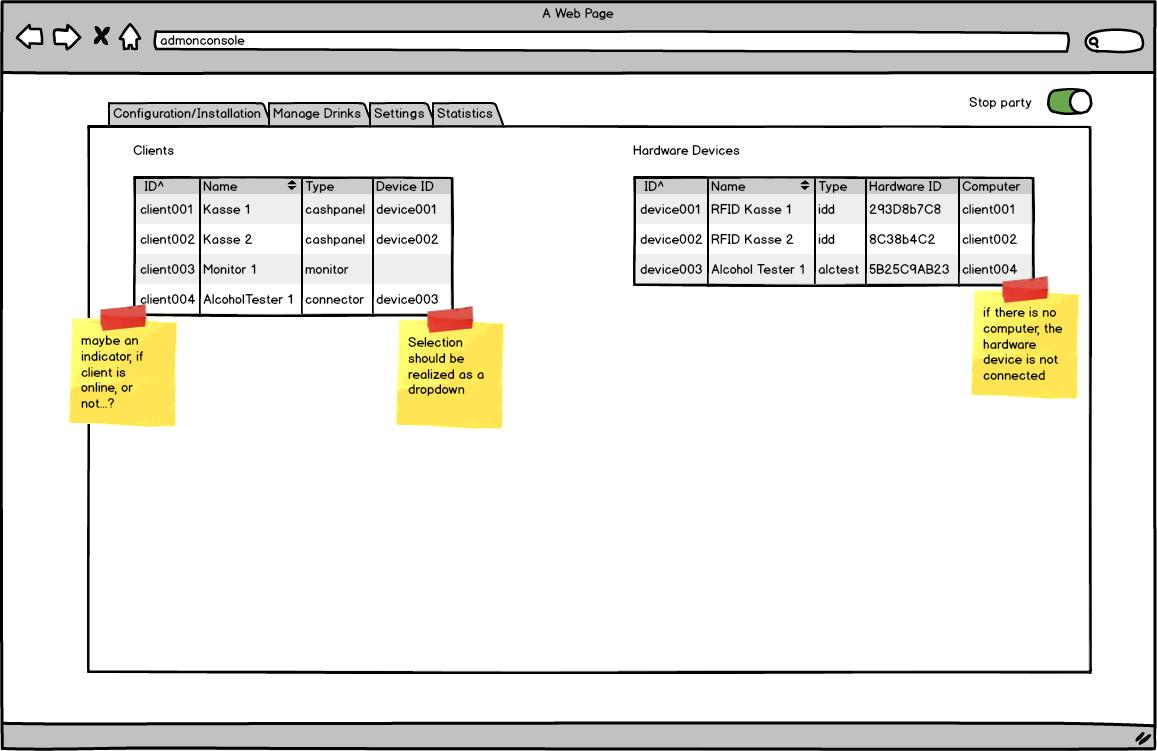 A Web Page
admonconsole
Stop party
Configuration/Installation Manage Drinks Settings Statistics
Clients
ID^ Name Type Device ID
client001 Kasse 1 cashpanel device001
client002 Kasse 2 cashpanel device002
client003 Monitor 1 monitor
client004 AlcoholTester 1 connector device003
Hardware Devices
ID^ Name Type Hardware ID Computer
device001 RFID Kasse 1 idd 293D8b7C8 client001
device002 RFID Kasse 2 idd 8C38b4C2 client002
device003 Alcohol Tester 1 alctest 5B25C9AB23 client004
maybe an
indicator, if
client is
online, or
not...?
Selection
should be
realized as a
dropdown
if there is no
computer, the
hardware
device is not
connected